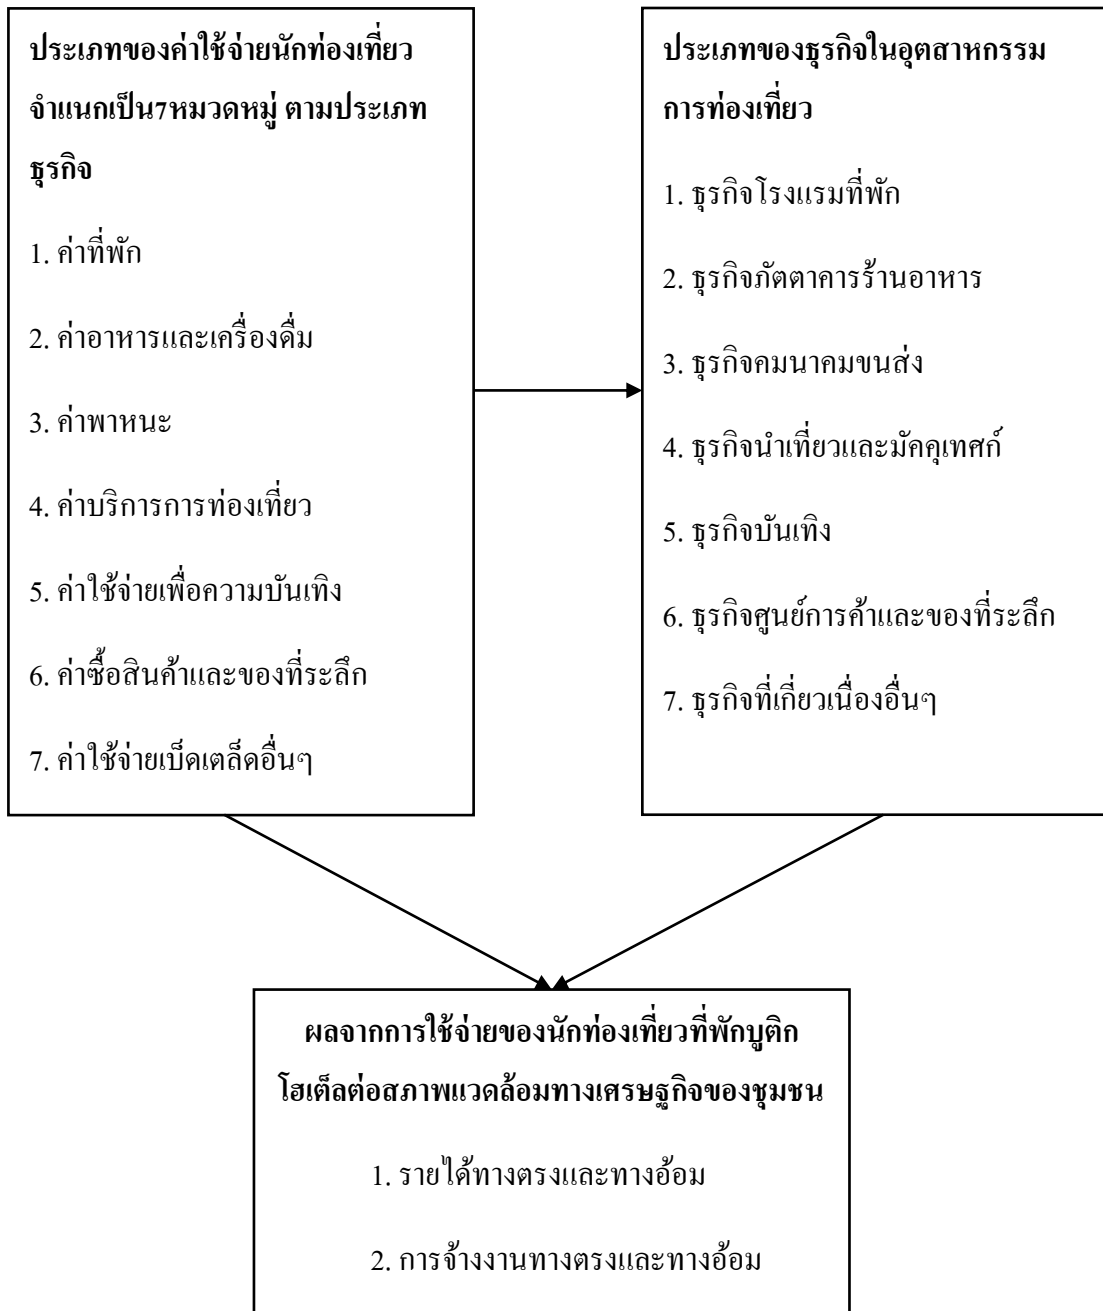 ประเภทของค่าใช้จ่ายนักท่องเที่ยว
จำแนกเป็น7หมวดหมู่ ตามประเภท
ธุรกิจ
1. ค่าที่พัก
2. ค่าอาหารและเครื่องดื่ม
3. ค่าพาหนะ
4. ค่าบริการการท่องเที่ยว
5. ค่าใช้จ่ายเพื่อความบันเทิง
6. ค่าซื้อสินค้าและของที่ระลึก
7. ค่าใช้จ่ายเบ็ดเตล็ดอื่นๆ
ประเภทของธุรกิจในอุตสาหกรรม
การท่องเที่ยว
1. ธุรกิจโรงแรมที่พัก
2. ธุรกิจภัตตาคารร้านอาหาร
3. ธุรกิจคมนาคมขนส่ง
4. ธุรกิจนำเที่ยวและมัคคุเทศก์
5. ธุรกิจบันเทิง
6. ธุรกิจศูนย์การค้าและของที่ระลึก
7. ธุรกิจที่เกี่ยวเนื่องอื่นๆ
ผลจากการใช้จ่ายของนักท่องเที่ยวที่พักบูติก
โฮเต็ลต่อสภาพแวดล้อมทางเศรษฐกิจของชุมชน
1. รายได้ทางตรงและทางอ้อม
2. การจ้างงานทางตรงและทางอ้อม